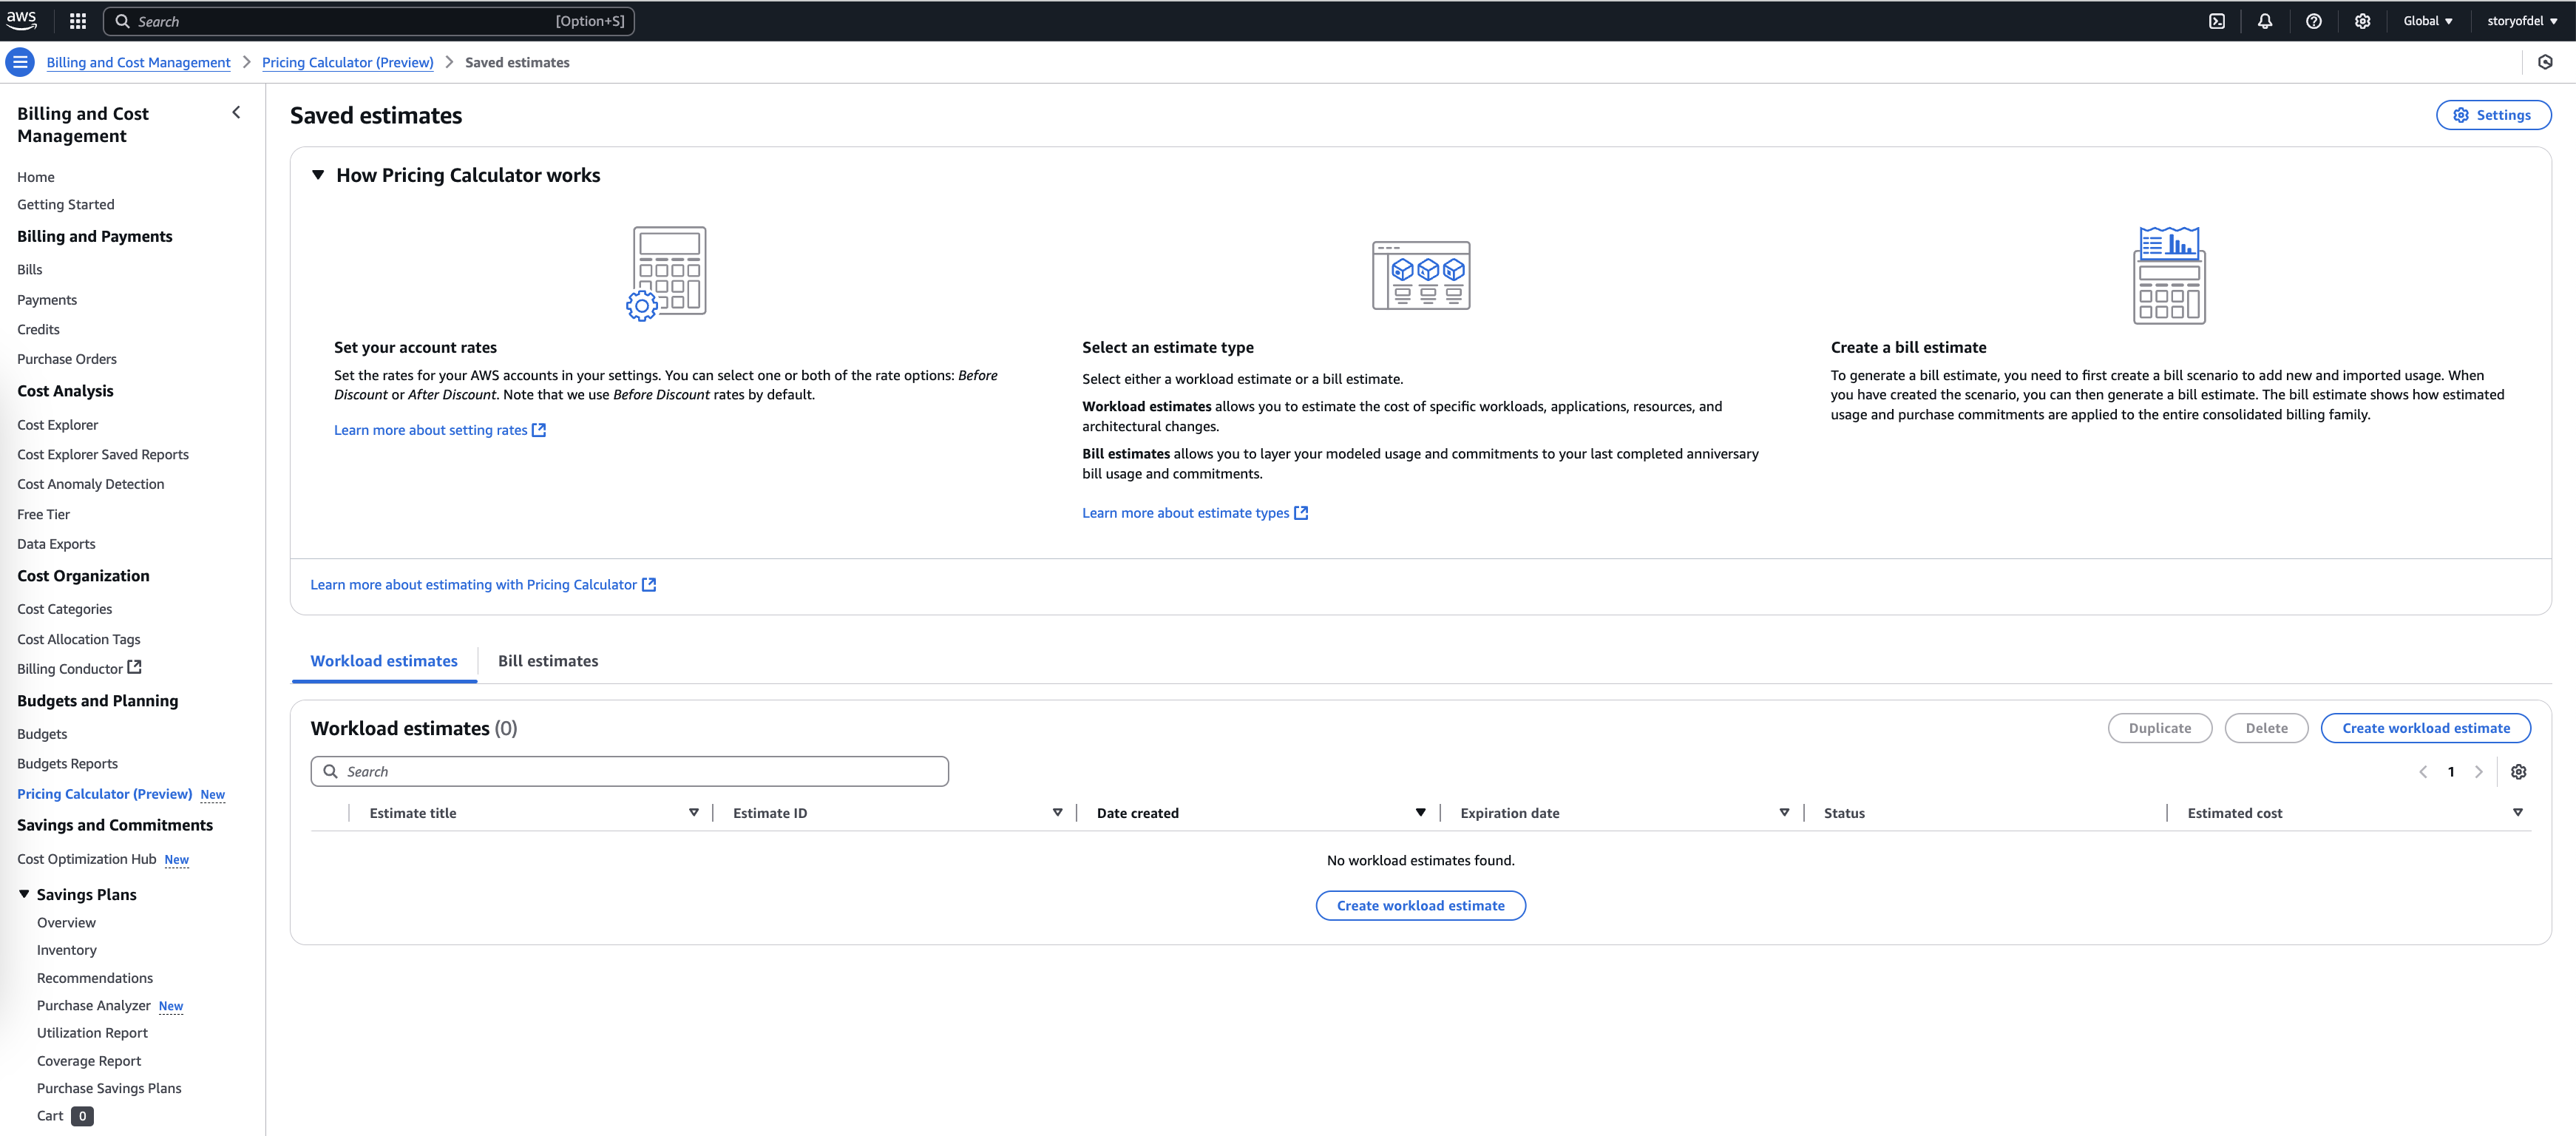 aws
Search
[Option+S]
Global
storyofdel
Billing and Cost Management
Pricing Calculator (Preview)
Saved estimates
Billing and Cost
Management
Home
Getting Started
Billing and Payments
Bills
Payments
Credits
Purchase Orders
Cost Analysis
Cost Explorer
Cost Explorer Saved Reports
Cost Anomaly Detection
Free Tier
Data Exports
Cost Organization
Cost Categories
Cost Allocation Tags
Billing Conductor
Budgets and Planning
Budgets
Budgets Reports
Pricing Calculator (Preview) New
Savings and Commitments
Cost Optimization Hub New
Savings Plans
Overview
Inventory
Recommendations
Purchase Analyzer New
Utilization Report
Coverage Report
Purchase Savings Plans
Cart 0
Saved estimates
Settings
How Pricing Calculator works
Set your account rates
Set the rates for your AWS accounts in your settings. You can select one or both of the rate options: Before
Discount or After Discount. Note that we use Before Discount rates by default.
Learn more about setting rates
Select an estimate type
Select either a workload estimate or a bill estimate.
Workload estimates allows you to estimate the cost of specific workloads, applications, resources, and
architectural changes.
Bill estimates allows you to layer your modeled usage and commitments to your last completed anniversary
bill usage and commitments.
Learn more about estimate types
Create a bill estimate
To generate a bill estimate, you need to first create a bill scenario to add new and imported usage. When
you have created the scenario, you can then generate a bill estimate. The bill estimate shows how estimated
usage and purchase commitments are applied to the entire consolidated billing family.
Learn more about estimating with Pricing Calculator
Workload estimates
Bill estimates
Workload estimates (0)
Duplicate
Delete
Create workload estimate
Search
1
Estimate title
Estimate ID
Date created
Expiration date
Status
Estimated cost
No workload estimates found.
Create workload estimate